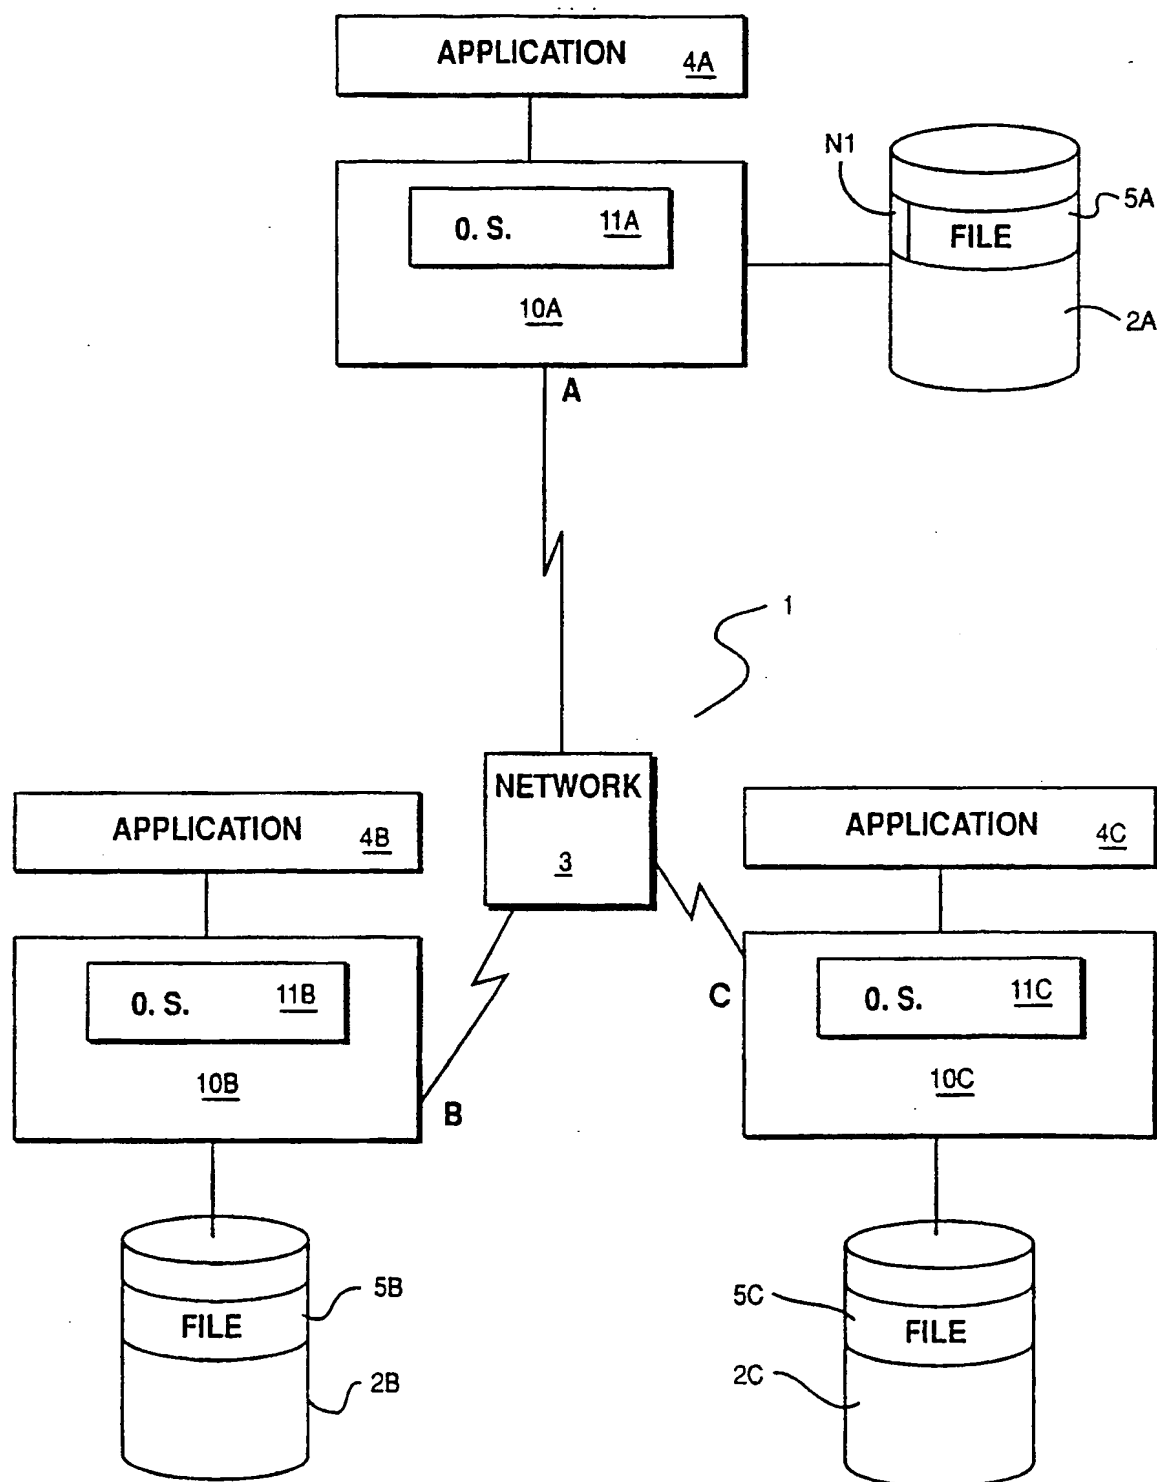 APPLICATION 4A
N1
O. S. 11A
5A
FILE
10A
2A
A
1
NETWORK
3
APPLICATION 4B
APPLICATION 4C
O. S. 11B
C
O. S. 11C
10B
10C
B
5B
FILE
2B
5C
FILE
2C